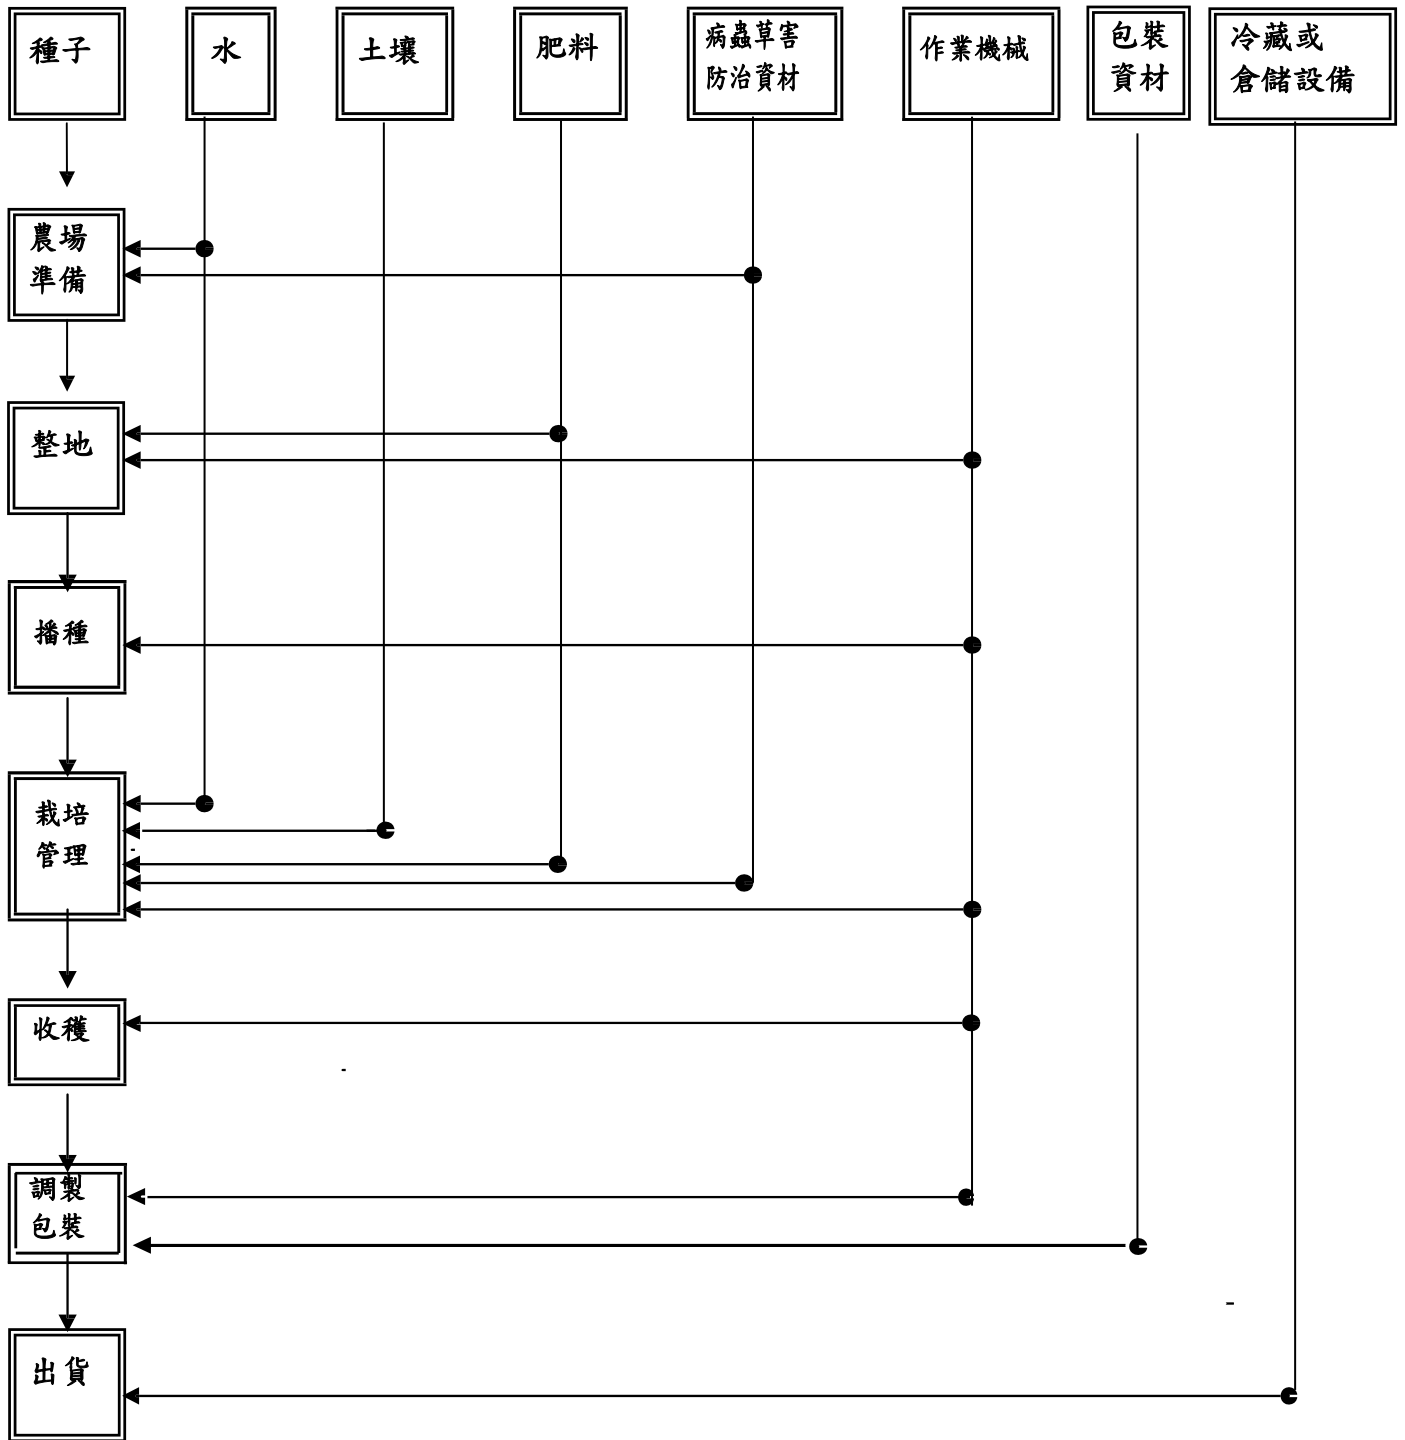 種子
水
土壤
肥料
病蟲草害
防治資材
作業機械
包裝
資材
冷藏或
倉儲設備
農場
準備
整地
播種
栽培
管理
收穫
調製
包裝
出貨